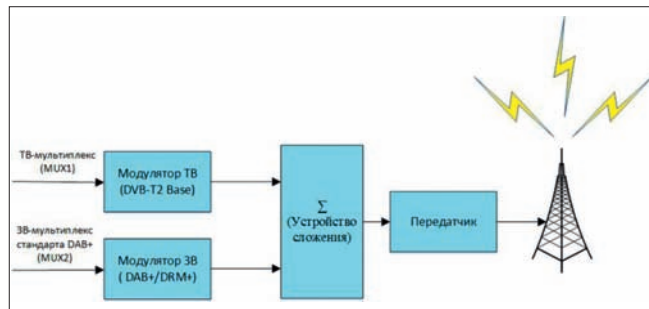 ТВ-мультиплекс
(MUX1)
Модулятор ТВ
(DVB-T2 Base)
ЗВ-мультиплекс
стандарта DAB+
(MUX2)
Модулятор ЗВ
( DAB+/DRM+)
Σ
(Устройство
сложения)
Передатчик